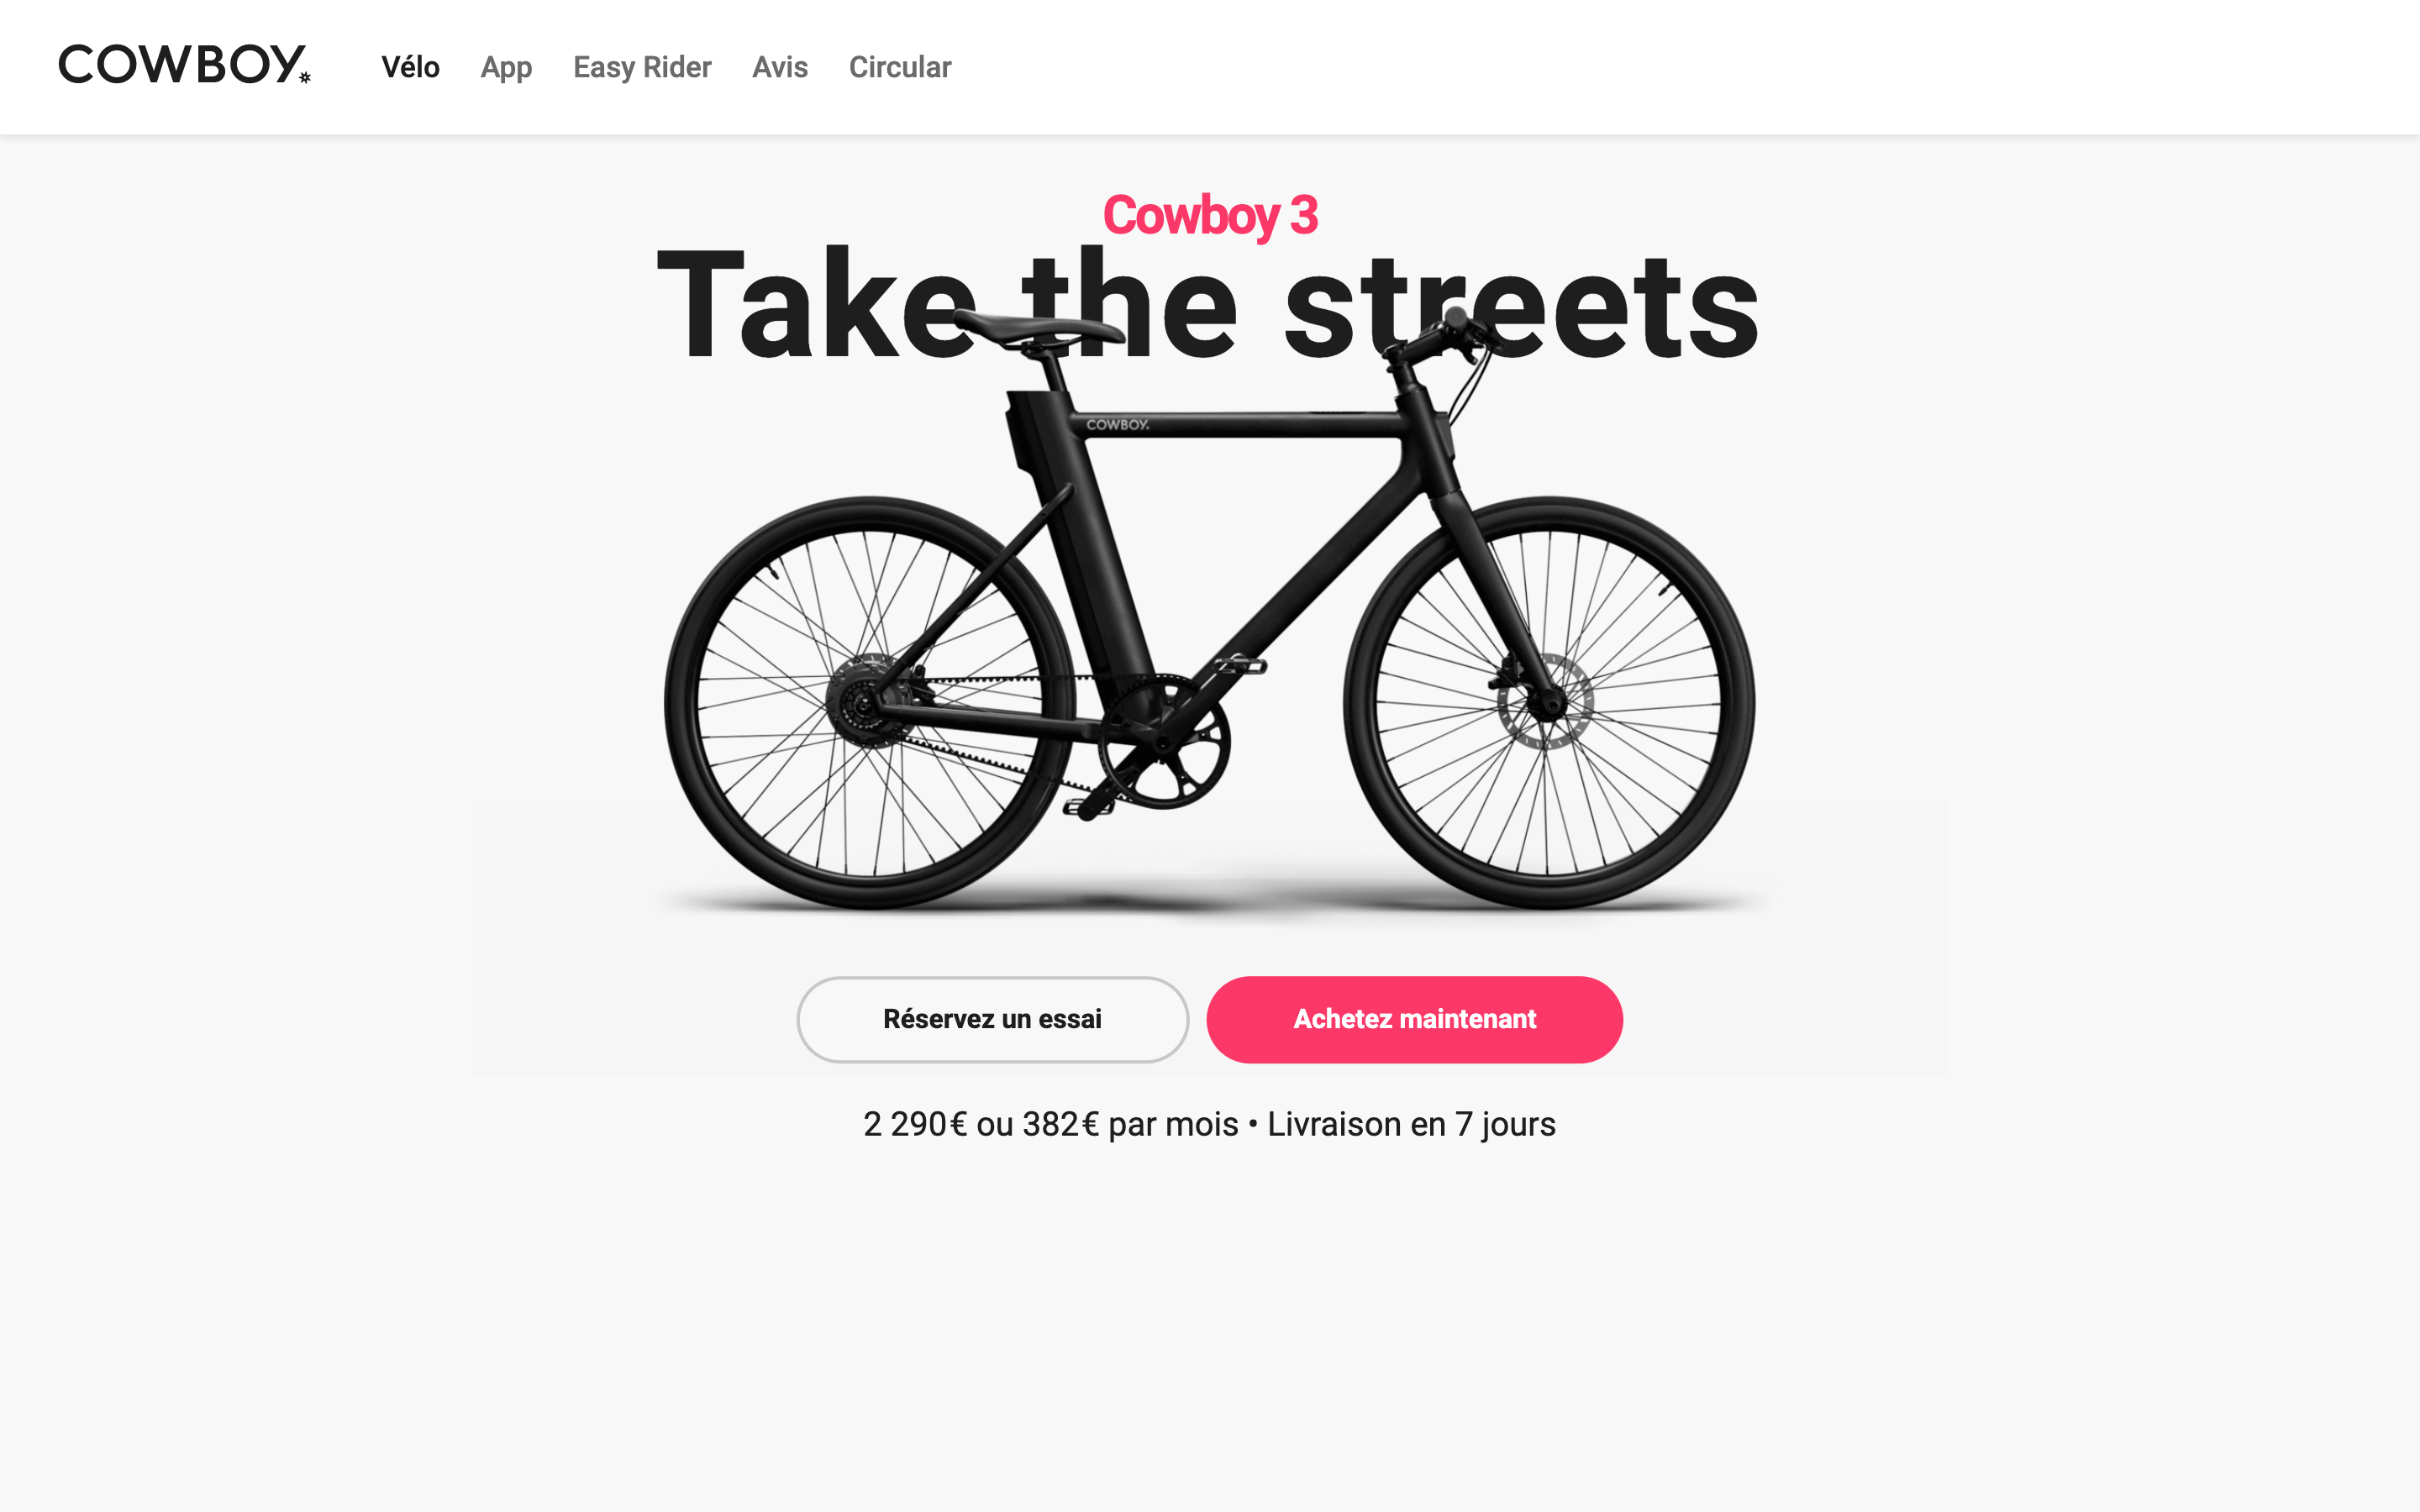 COWBOY.
Vélo App Easy Rider Avis Circular
Cowboy 3
Take the streets
COWBOY.
Réservez un essai
Achetez maintenant
2 290€ ou 382€ par mois • Livraison en 7 jours